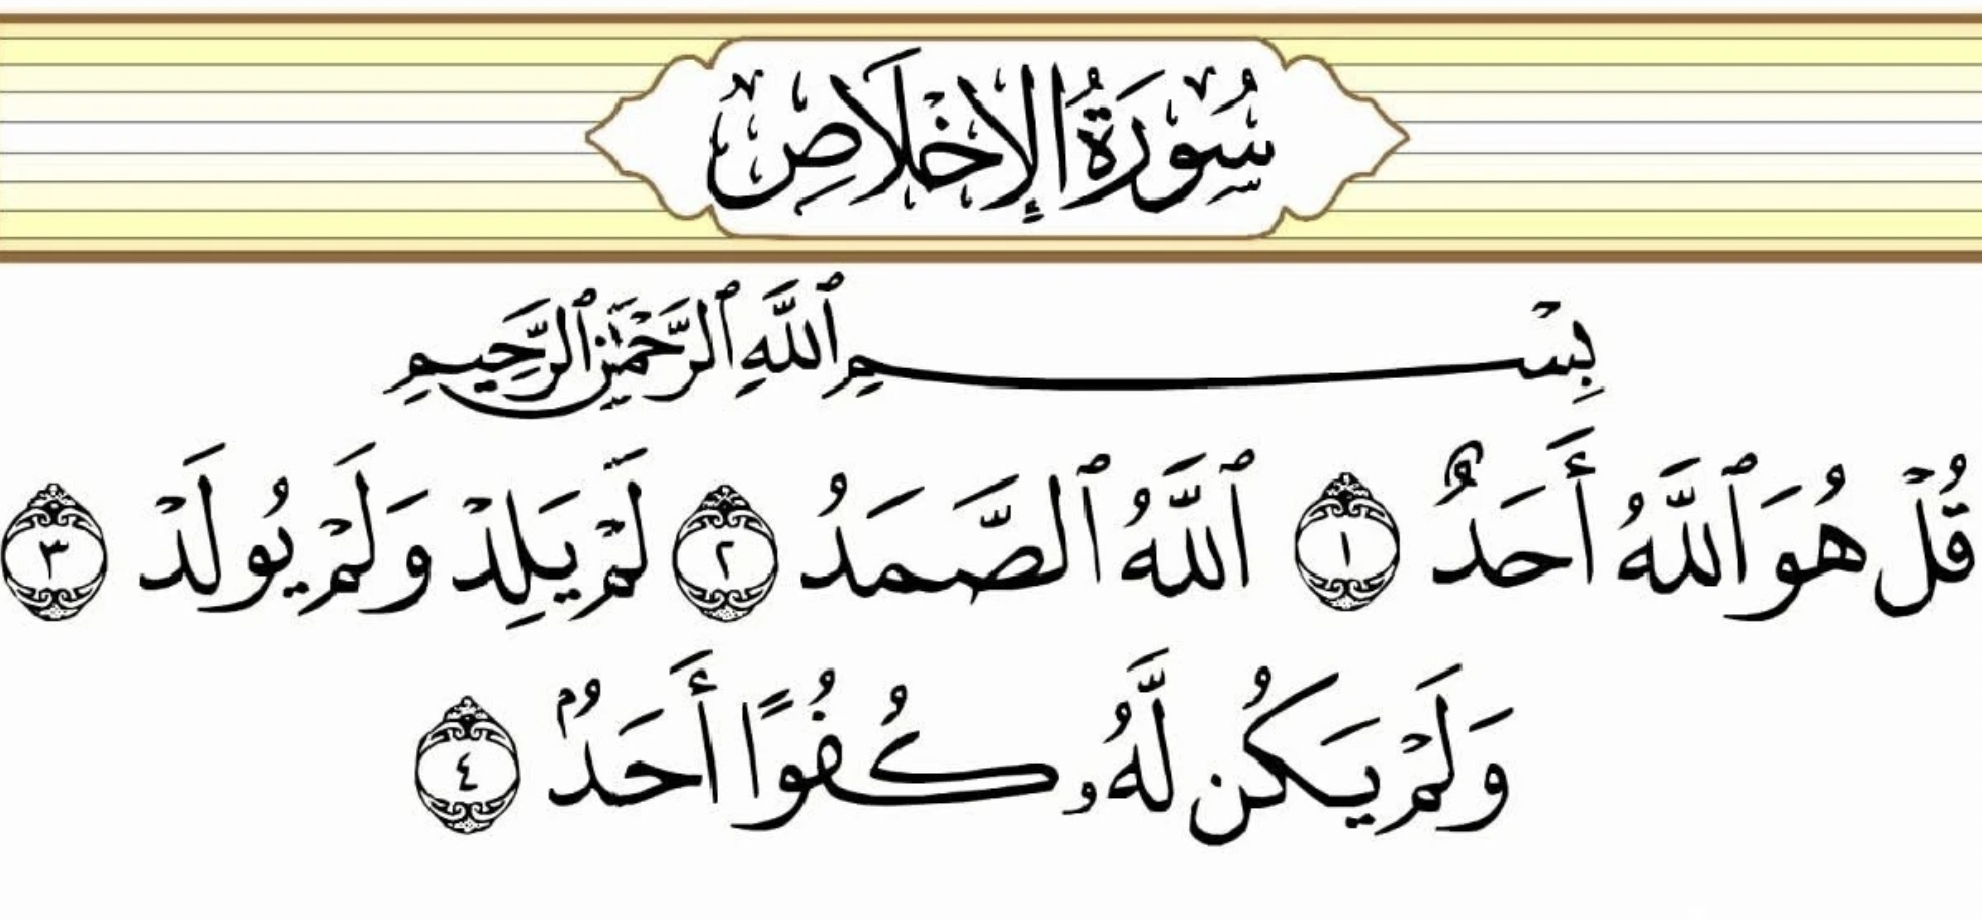 سُورَةُ الإِخْلَاصِ
بِسْمِ ٱللَّهِ ٱلرَّحْمَٰنِ ٱلرَّحِيمِ
قُلْ هُوَ ٱللَّهُ أَحَدٌ ١ ٱللَّهُ ٱلصَّمَدُ ٢ لَمْ يَلِدْ وَلَمْ يُولَدْ ٣
وَلَمْ يَكُن لَّهُۥ كُفُوًا أَحَدٌۢ ٤